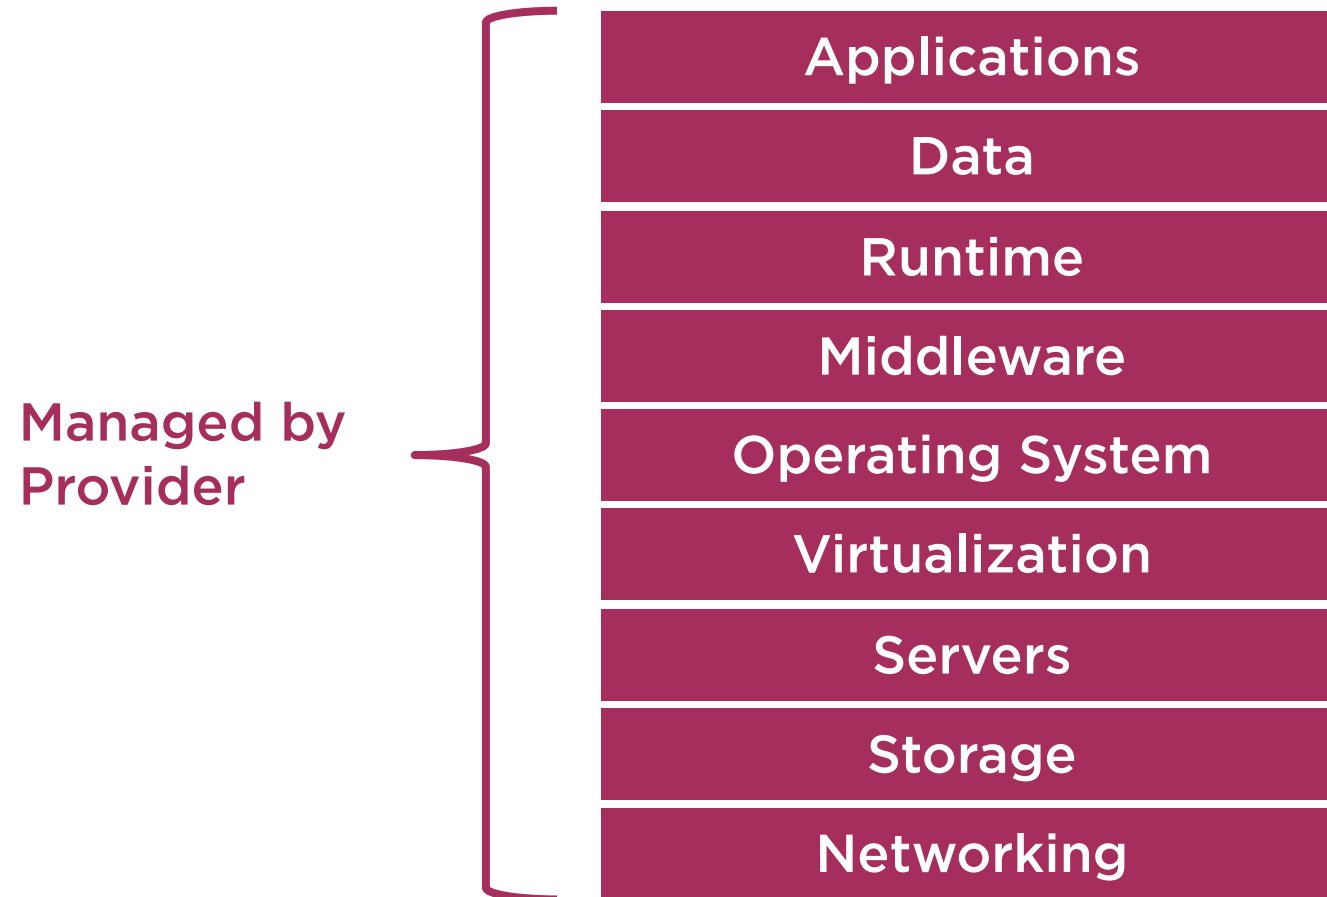 Applications
Data
Runtime
Middleware
Managed by
Provider
Operating System
Virtualization
Servers
Storage
Networking